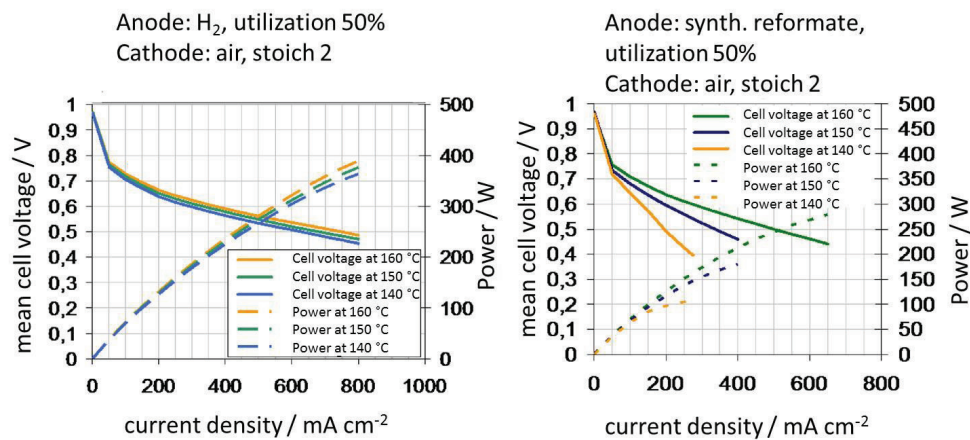 Anode: H₂, utilization 50%
Cathode: air, stoich 2
1
0,9
0,8
0,7
0,6
0,5
0,4
0,3
0,2
0,1
0
mean cell voltage / V
500
400
300
200
100
0
Power / W
Cell voltage at 160 °C
Cell voltage at 150 °C
Cell voltage at 140 °C
Power at 160 °C
Power at 150 °C
Power at 140 °C
0 200 400 600 800 1000
current density / mA cm⁻²
Anode: synth. reformate,
utilization 50%
Cathode: air, stoich 2
1
0,9
0,8
0,7
0,6
0,5
0,4
0,3
0,2
0,1
0
mean cell voltage / V
500
450
400
350
300
250
200
150
100
50
0
Power / W
Cell voltage at 160 °C
Cell voltage at 150 °C
Cell voltage at 140 °C
Power at 160 °C
Power at 150 °C
Power at 140 °C
0 200 400 600 800
current density / mA cm⁻²